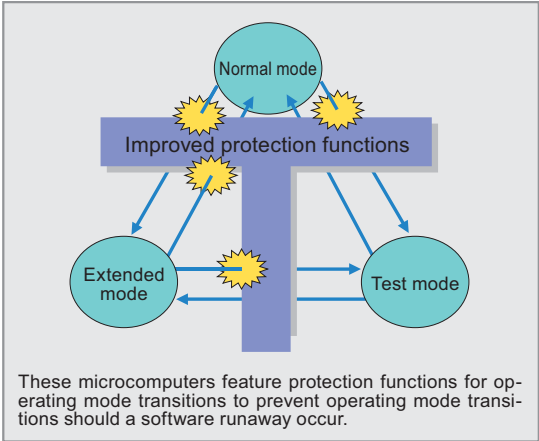 Normal mode
Improved protection functions
Extended
mode
Test mode
These microcomputers feature protection functions for op-
erating mode transitions to prevent operating mode transi-
tions should a software runaway occur.